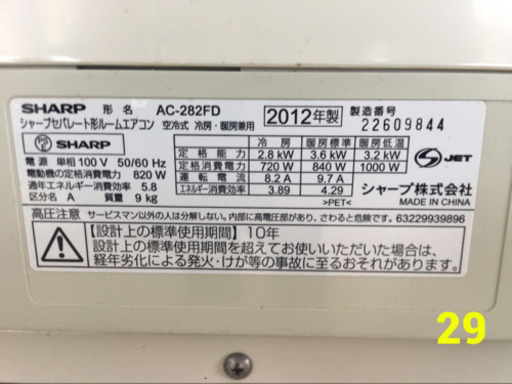 SHARP 形名 AC-282FD 2012年製 製造番号
シャープセパレート形ルームエアコン 空冷式 冷房・暖房兼用 22609844
SHARP
冷房 暖房標準 暖房低温
定格能力 2.8 kW 3.6 kW 3.2 kW
定格消費電力 720 W 840 W 1000 W
運転電流 8.2 A 9.7 A
エネルギー消費効率 3.89 4.29
>PET<
電源 単相100 V 50/60 Hz
電動機の定格消費電力 820 W
通年エネルギー消費効率 5.8
区分名 A 質量 9 kg
S JET
シャープ株式会社
MADE IN CHINA
高圧注意 サービスマン以外の人は分解しないでください。内部に高電圧部があり、さわると危険です。 63229939896
【設計上の標準使用期間】10年
設計上の標準使用期間を超えてお使いいただいた場合は、
経年劣化による発火・けが等の事故に至るおそれがあります。
29